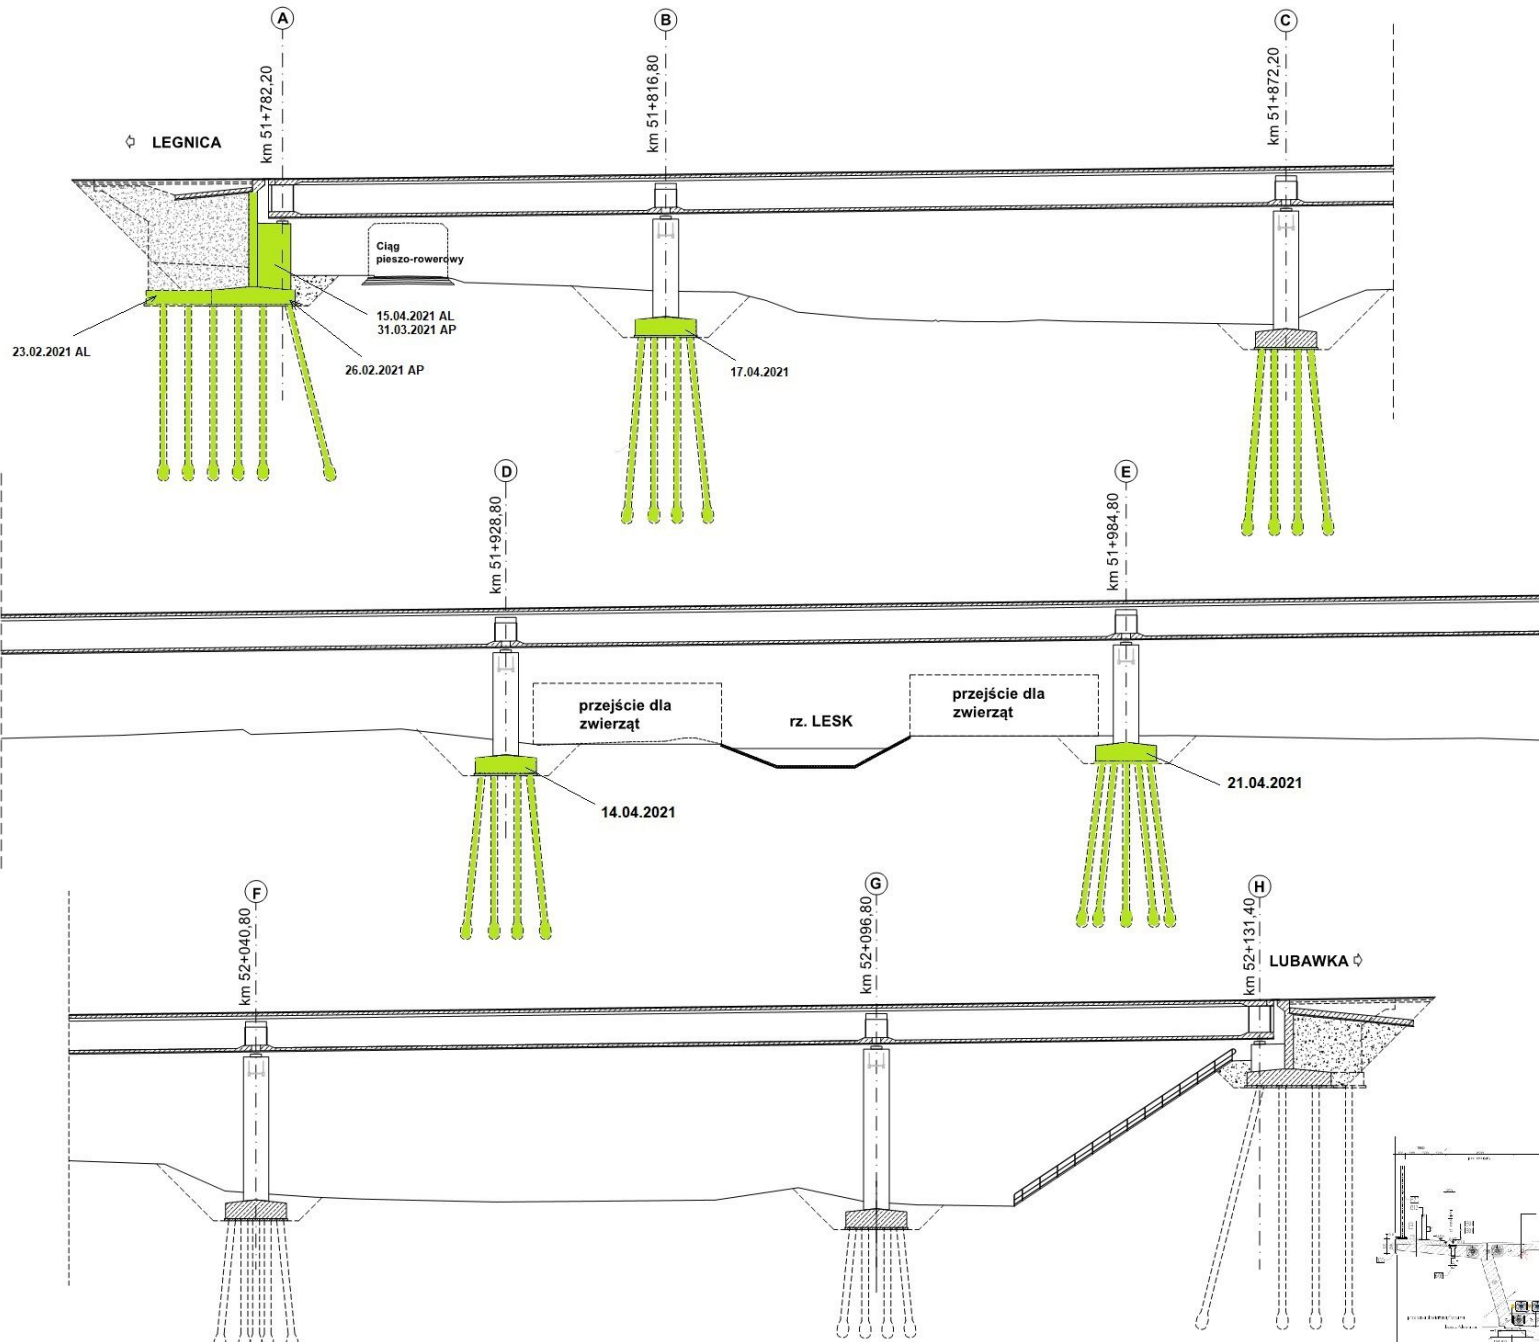 A
B
C
km 51+782,20
km 51+816,80
km 51+872,20
LEGNICA
Ciąg
pieszo-rowerowy
15.04.2021 AL
31.03.2021 AP
23.02.2021 AL
26.02.2021 AP
17.04.2021
D
E
km 51+928,80
km 51+984,80
przejście dla
zwierząt
rz. LESK
przejście dla
zwierząt
14.04.2021
21.04.2021
F
G
H
km 52+040,80
km 52+096,80
km 52+131,40
LUBAWKA